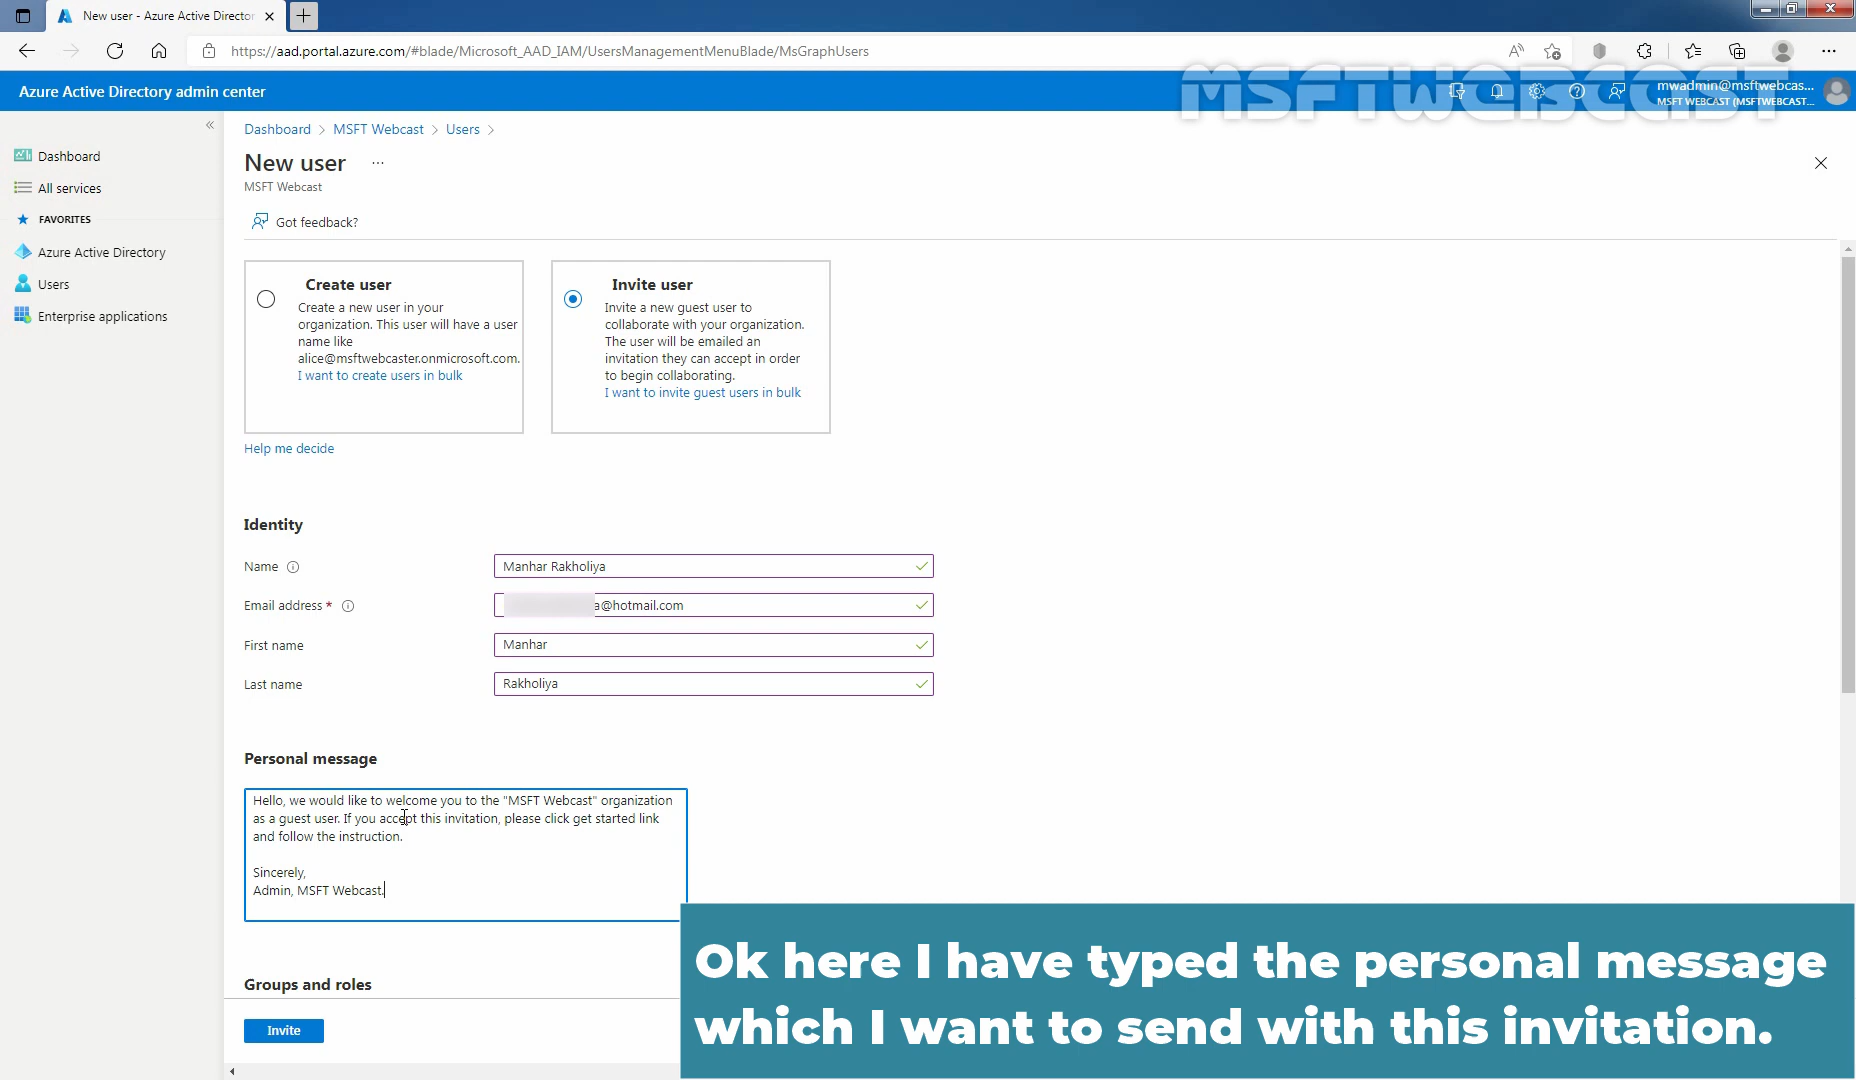 New user - Azure Active Director
https://aad.portal.azure.com/#blade/Microsoft_AAD_IAM/UsersManagementMenuBlade/MsGraphUsers
MSFTWEBCAST
Azure Active Directory admin center
mwadmin@msftwebcas...
MSFT WEBCAST (MSFTWEBCAST....
Dashboard > MSFT Webcast > Users >
New user ...
MSFT Webcast
Dashboard
All services
FAVORITES
Azure Active Directory
Users
Enterprise applications
Got feedback?
Create user
Create a new user in your
organization. This user will have a user
name like
alice@msftwebcaster.onmicrosoft.com.
I want to create users in bulk
Invite user
Invite a new guest user to
collaborate with your organization.
The user will be emailed an
invitation they can accept in order
to begin collaborating.
I want to invite guest users in bulk
Help me decide
Identity
Name
Manhar Rakholiya
Email address *
a@hotmail.com
First name
Manhar
Last name
Rakholiya
Personal message
Hello, we would like to welcome you to the "MSFT Webcast" organization
as a guest user. If you accept this invitation, please click get started link
and follow the instruction.
Sincerely,
Admin, MSFT Webcast.
Groups and roles
Invite
Ok here I have typed the personal message
which I want to send with this invitation.